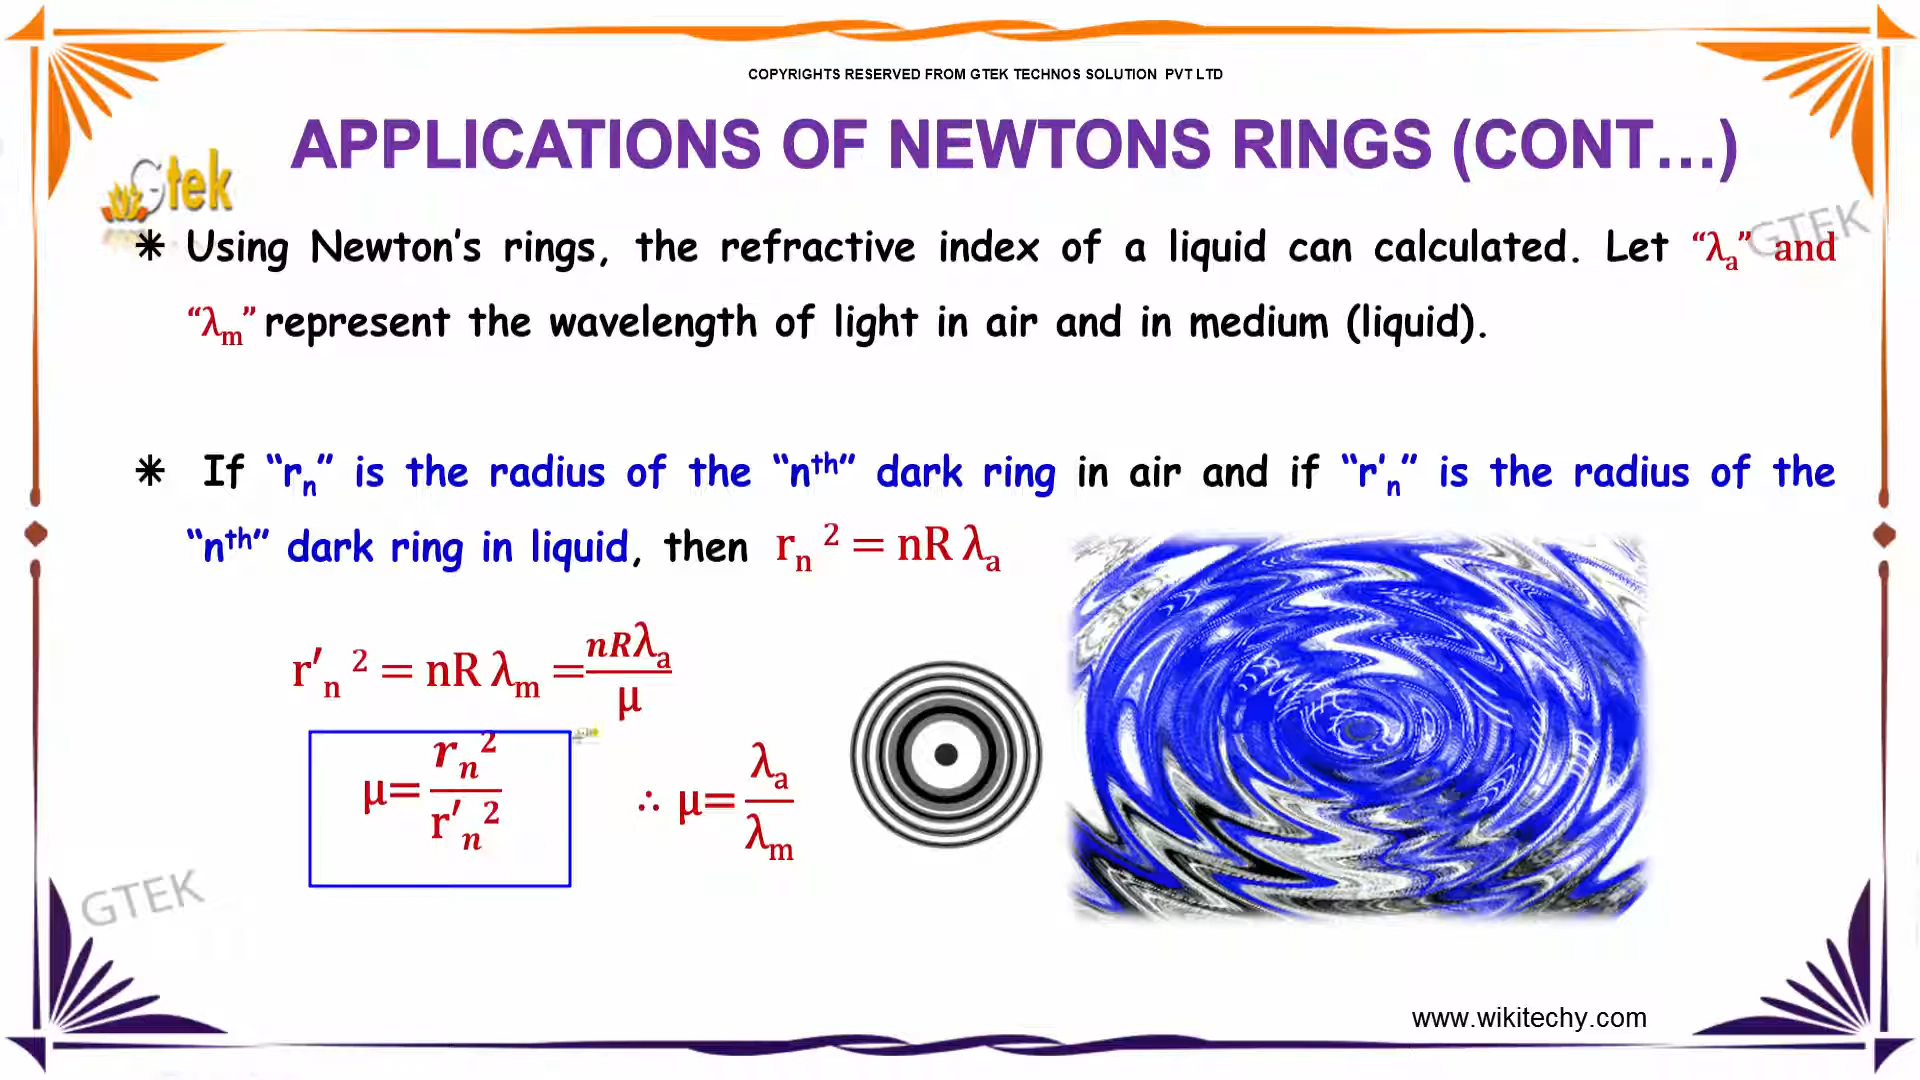 COPYRIGHTS RESERVED FROM GTEK TECHNOS SOLUTION PVT LTD
APPLICATIONS OF NEWTONS RINGS (CONT...)
Gtek
GTEK
✳ Using Newton's rings, the refractive index of a liquid can calculated. Let “λₐ” and
“λₘ” represent the wavelength of light in air and in medium (liquid).
✳ If “rₙ” is the radius of the “nᵗʰ” dark ring in air and if “r′ₙ” is the radius of the
“nᵗʰ” dark ring in liquid, then rₙ ² = nR λₐ
r′ₙ ² = nR λₘ = nRλₐ / μ
μ= rₙ² / r′ₙ² ∴ μ= λₐ / λₘ
GTEK
www.wikitechy.com